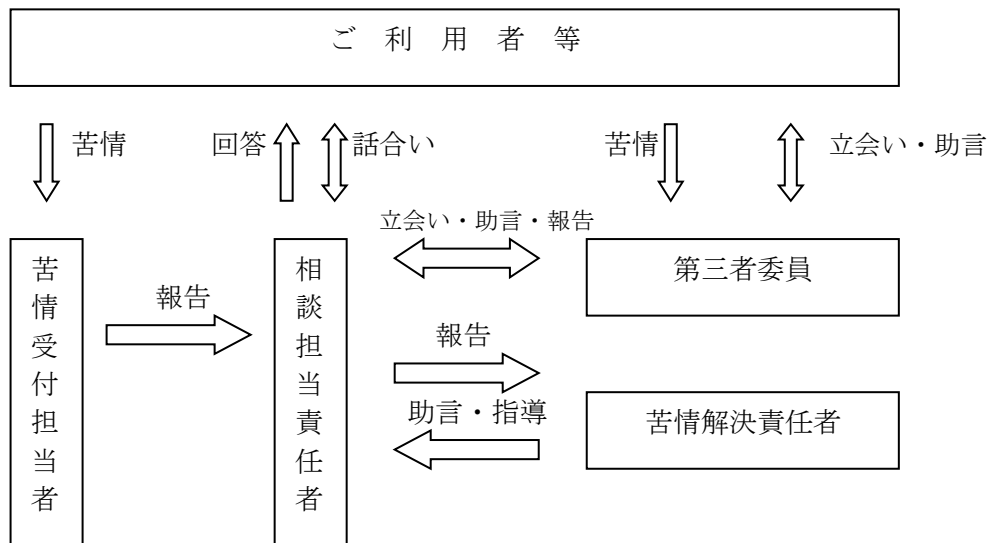 ご 利 用 者 等
苦情
回答
話合い
苦情
立会い・助言
立会い・助言・報告
苦情受付担当者
報告
相談担当責任者
第三者委員
報告
助言・指導
苦情解決責任者